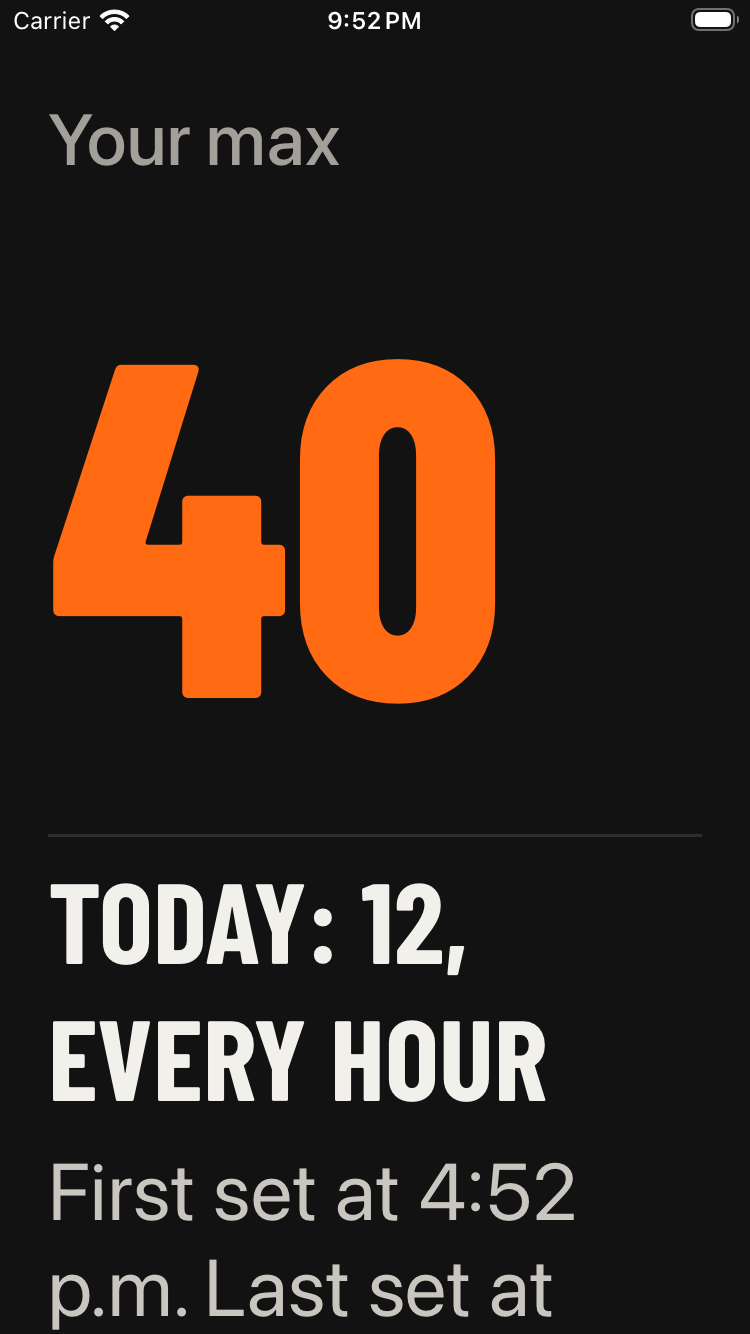 Carrier 9:52 PM
Your max
40
TODAY: 12,
EVERY HOUR
First set at 4:52
p.m. Last set at